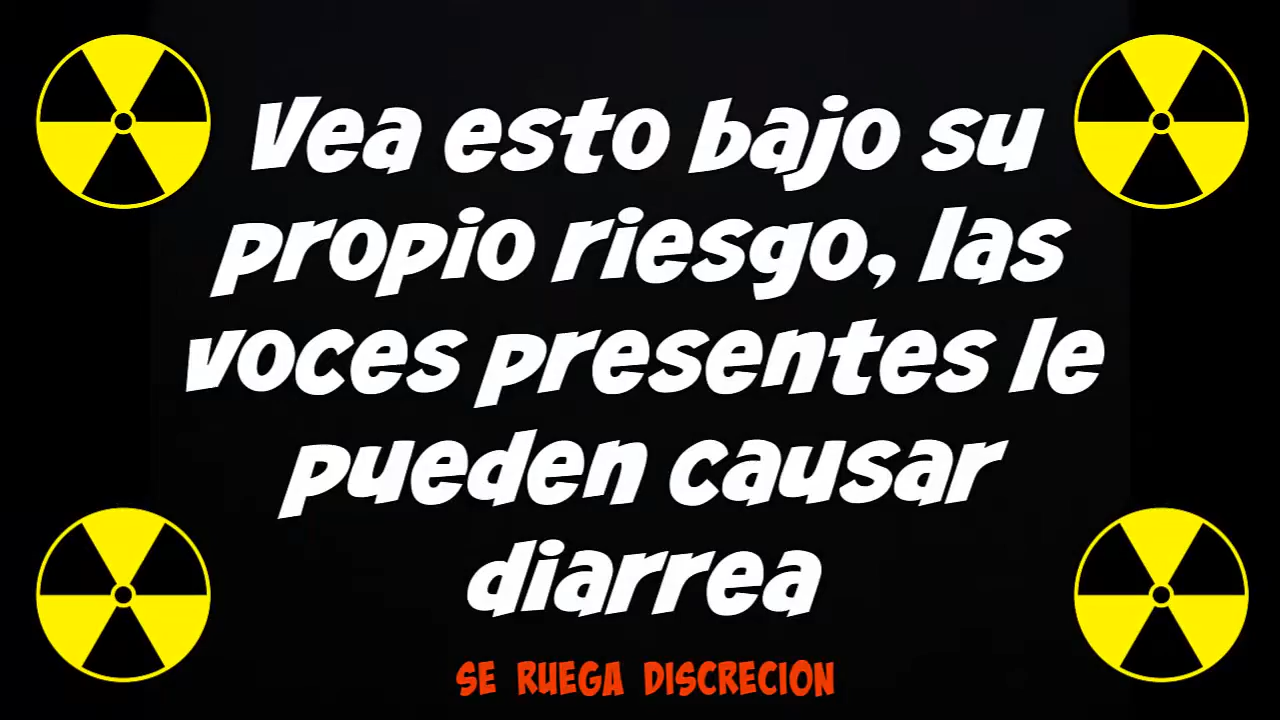 Vea esto bajo su
propio riesgo, las
voces presentes le
pueden causar
diarrea
SE RUEGA DISCRECION